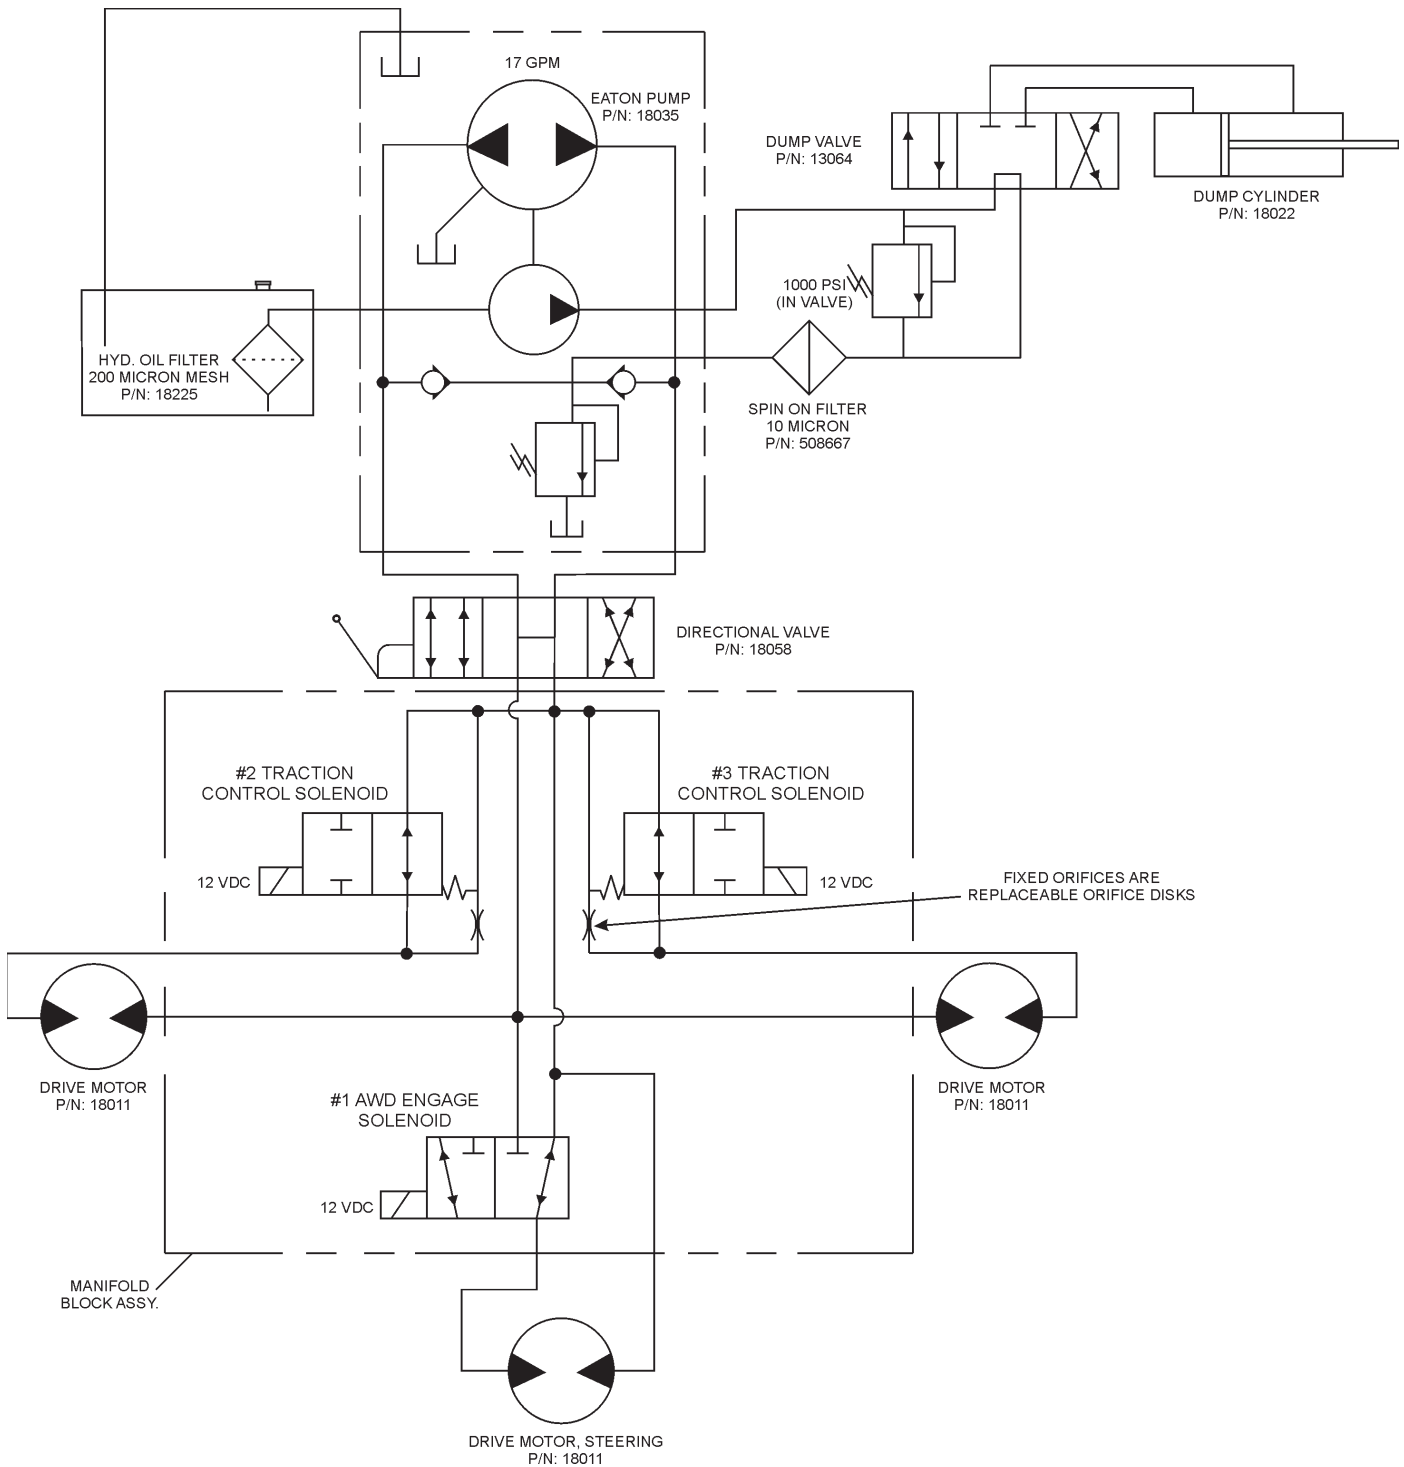 17 GPM
EATON PUMP
P/N: 18035
DUMP VALVE
P/N: 13064
DUMP CYLINDER
P/N: 18022
1000 PSI
(IN VALVE)
HYD. OIL FILTER
200 MICRON MESH
P/N: 18225
SPIN ON FILTER
10 MICRON
P/N: 508667
DIRECTIONAL VALVE
P/N: 18058
#2 TRACTION
CONTROL SOLENOID
#3 TRACTION
CONTROL SOLENOID
12 VDC
12 VDC
FIXED ORIFICES ARE
REPLACEABLE ORIFICE DISKS
DRIVE MOTOR
P/N: 18011
DRIVE MOTOR
P/N: 18011
#1 AWD ENGAGE
SOLENOID
12 VDC
MANIFOLD
BLOCK ASSY.
DRIVE MOTOR, STEERING
P/N: 18011